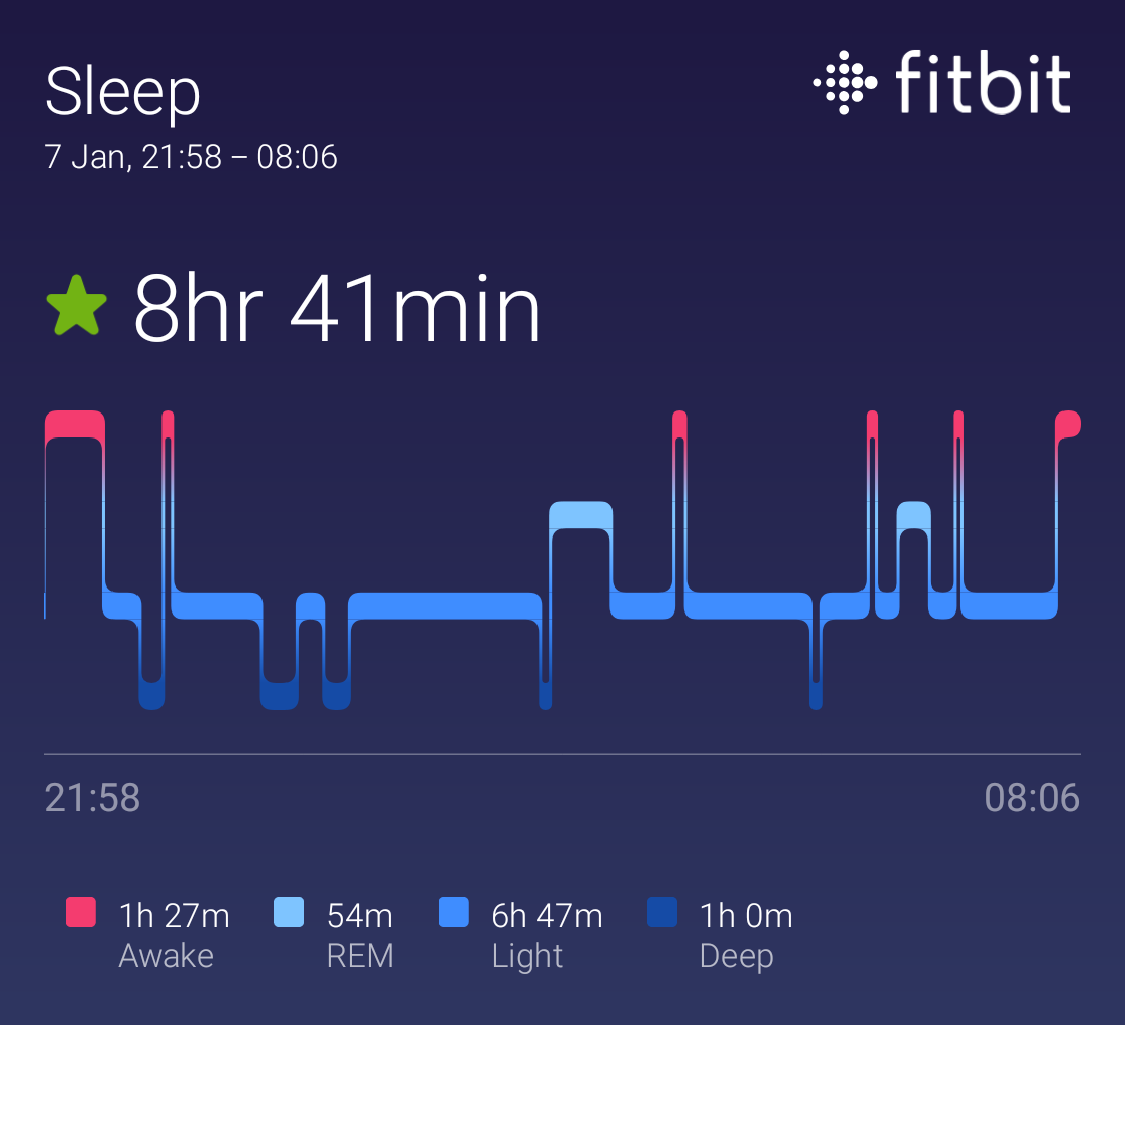 Sleep
fitbit
7 Jan, 21:58 – 08:06
8hr 41min
21:58
08:06
1h 27m
Awake
54m
REM
6h 47m
Light
1h 0m
Deep